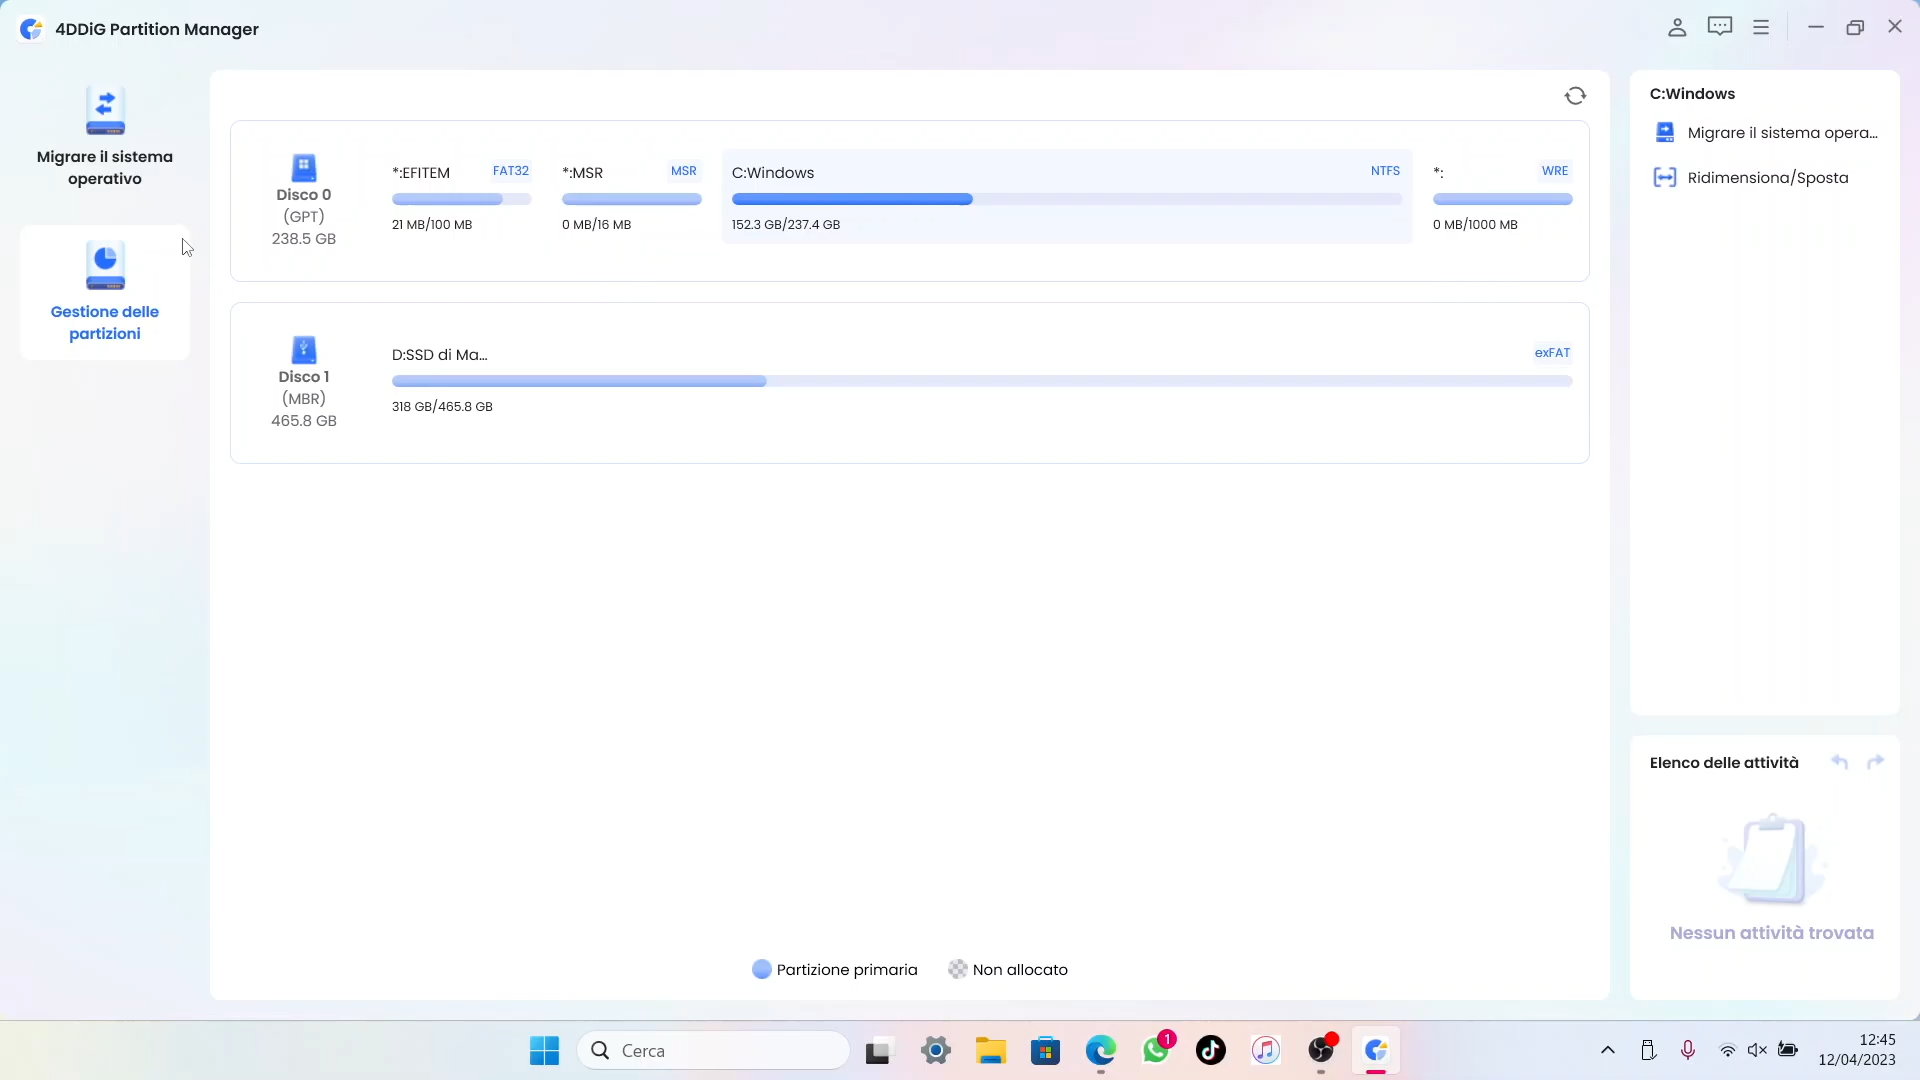 4DDiG Partition Manager
Migrare il sistema
operativo
Gestione delle
partizioni
Disco 0
(GPT)
238.5 GB
*:EFITEM
FAT32
21 MB/100 MB
*:MSR
MSR
0 MB/16 MB
C:Windows
NTFS
152.3 GB/237.4 GB
*:
WRE
0 MB/1000 MB
Disco 1
(MBR)
465.8 GB
D:SSD di Ma...
exFAT
318 GB/465.8 GB
Partizione primaria
Non allocato
C:Windows
Migrare il sistema opera...
Ridimensiona/Sposta
Elenco delle attività
Nessun attività trovata
Cerca
1
12:45
12/04/2023